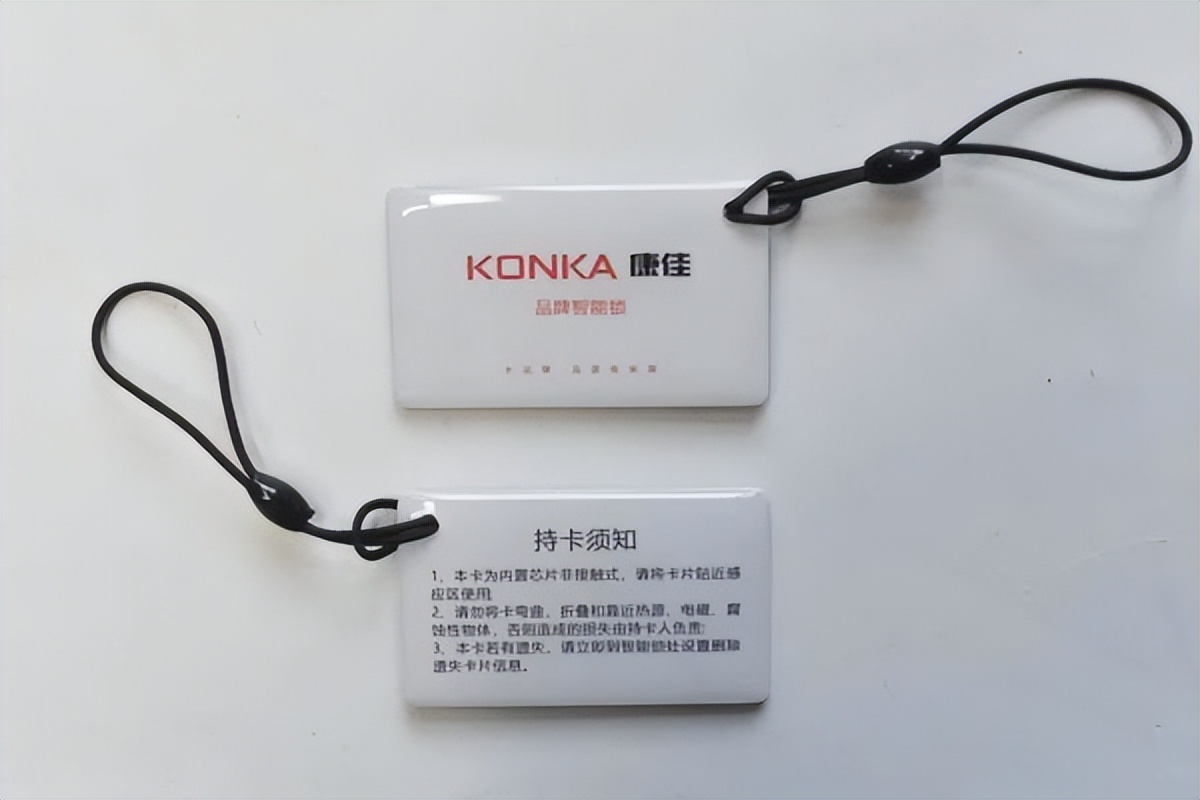 KONKA 康佳
品牌智能锁
持卡须知
1、本卡为内置芯片非接触式，请将卡片贴近感
应区使用
2、请勿将卡弯曲、折叠和靠近热源、电磁、腐
蚀性物体，否则造成的损失由持卡人负责
3、本卡若有遗失，请立即到智能锁处设置删除
遗失卡片信息。